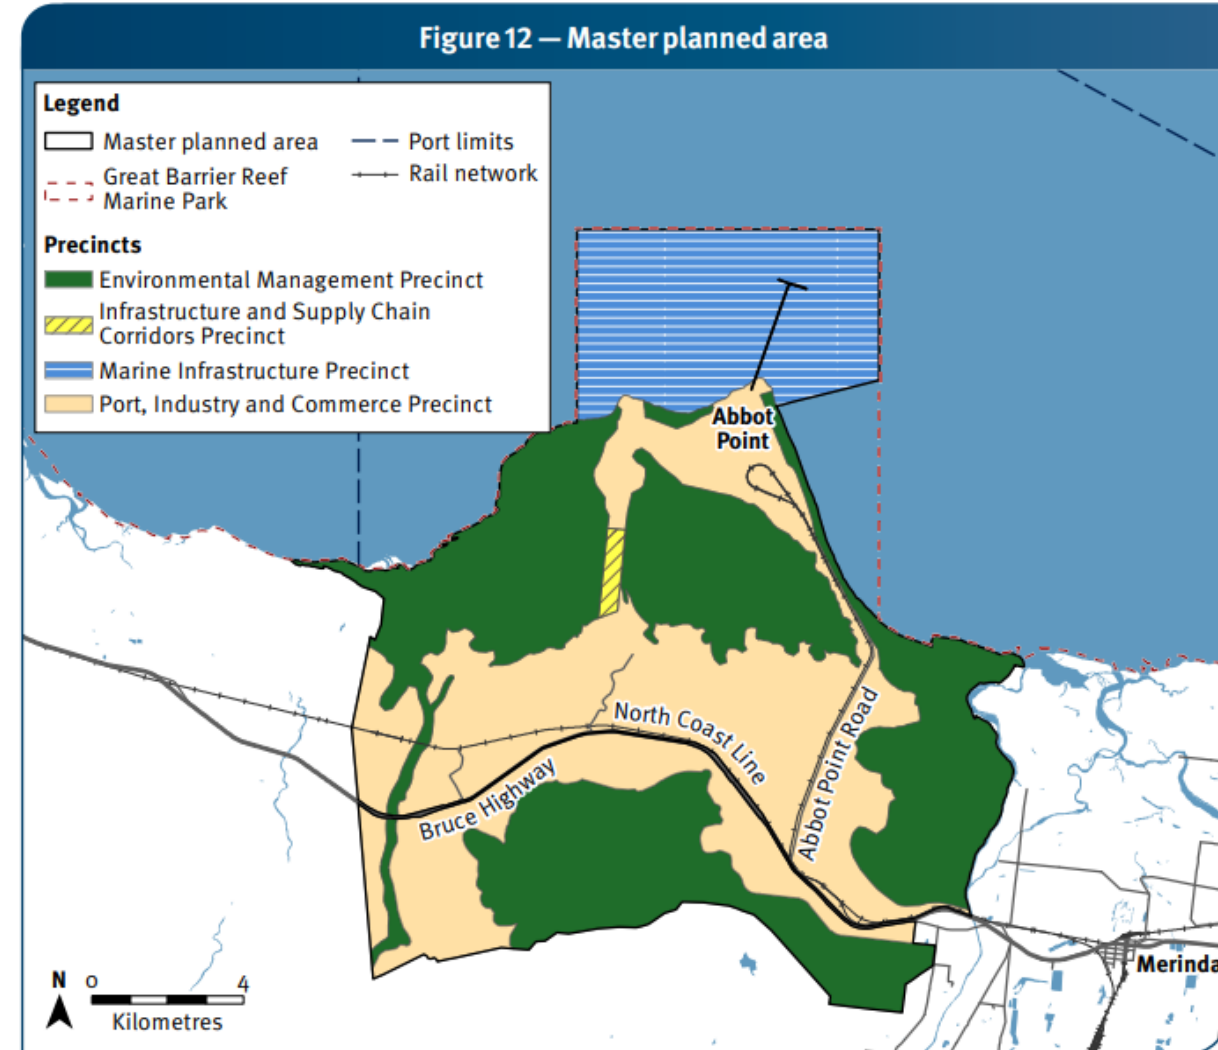 Figure 12 — Master planned area
Legend
Master planned area
Port limits
Great Barrier Reef
Marine Park
Rail network
Precincts
Environmental Management Precinct
Infrastructure and Supply Chain
Corridors Precinct
Marine Infrastructure Precinct
Port, Industry and Commerce Precinct
Abbot
Point
North Coast Line
Bruce Highway
Abbot Point Road
Merinda
N
0
4
Kilometres